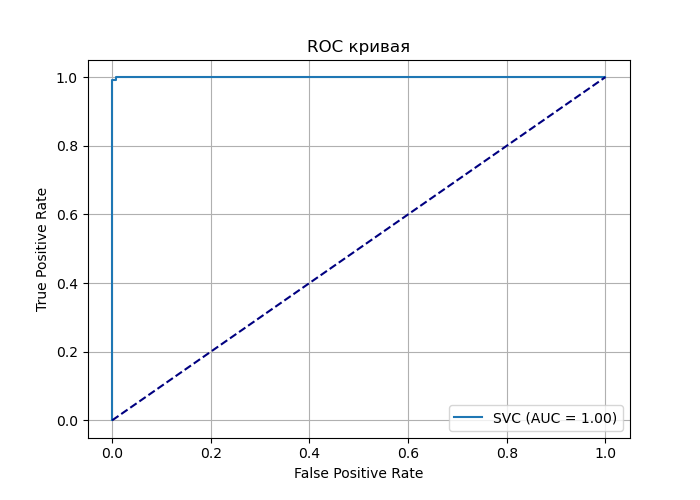 ROC кривая
1.0
0.8
0.6
0.4
0.2
0.0
True Positive Rate
0.0 0.2 0.4 0.6 0.8 1.0
False Positive Rate
SVC (AUC = 1.00)